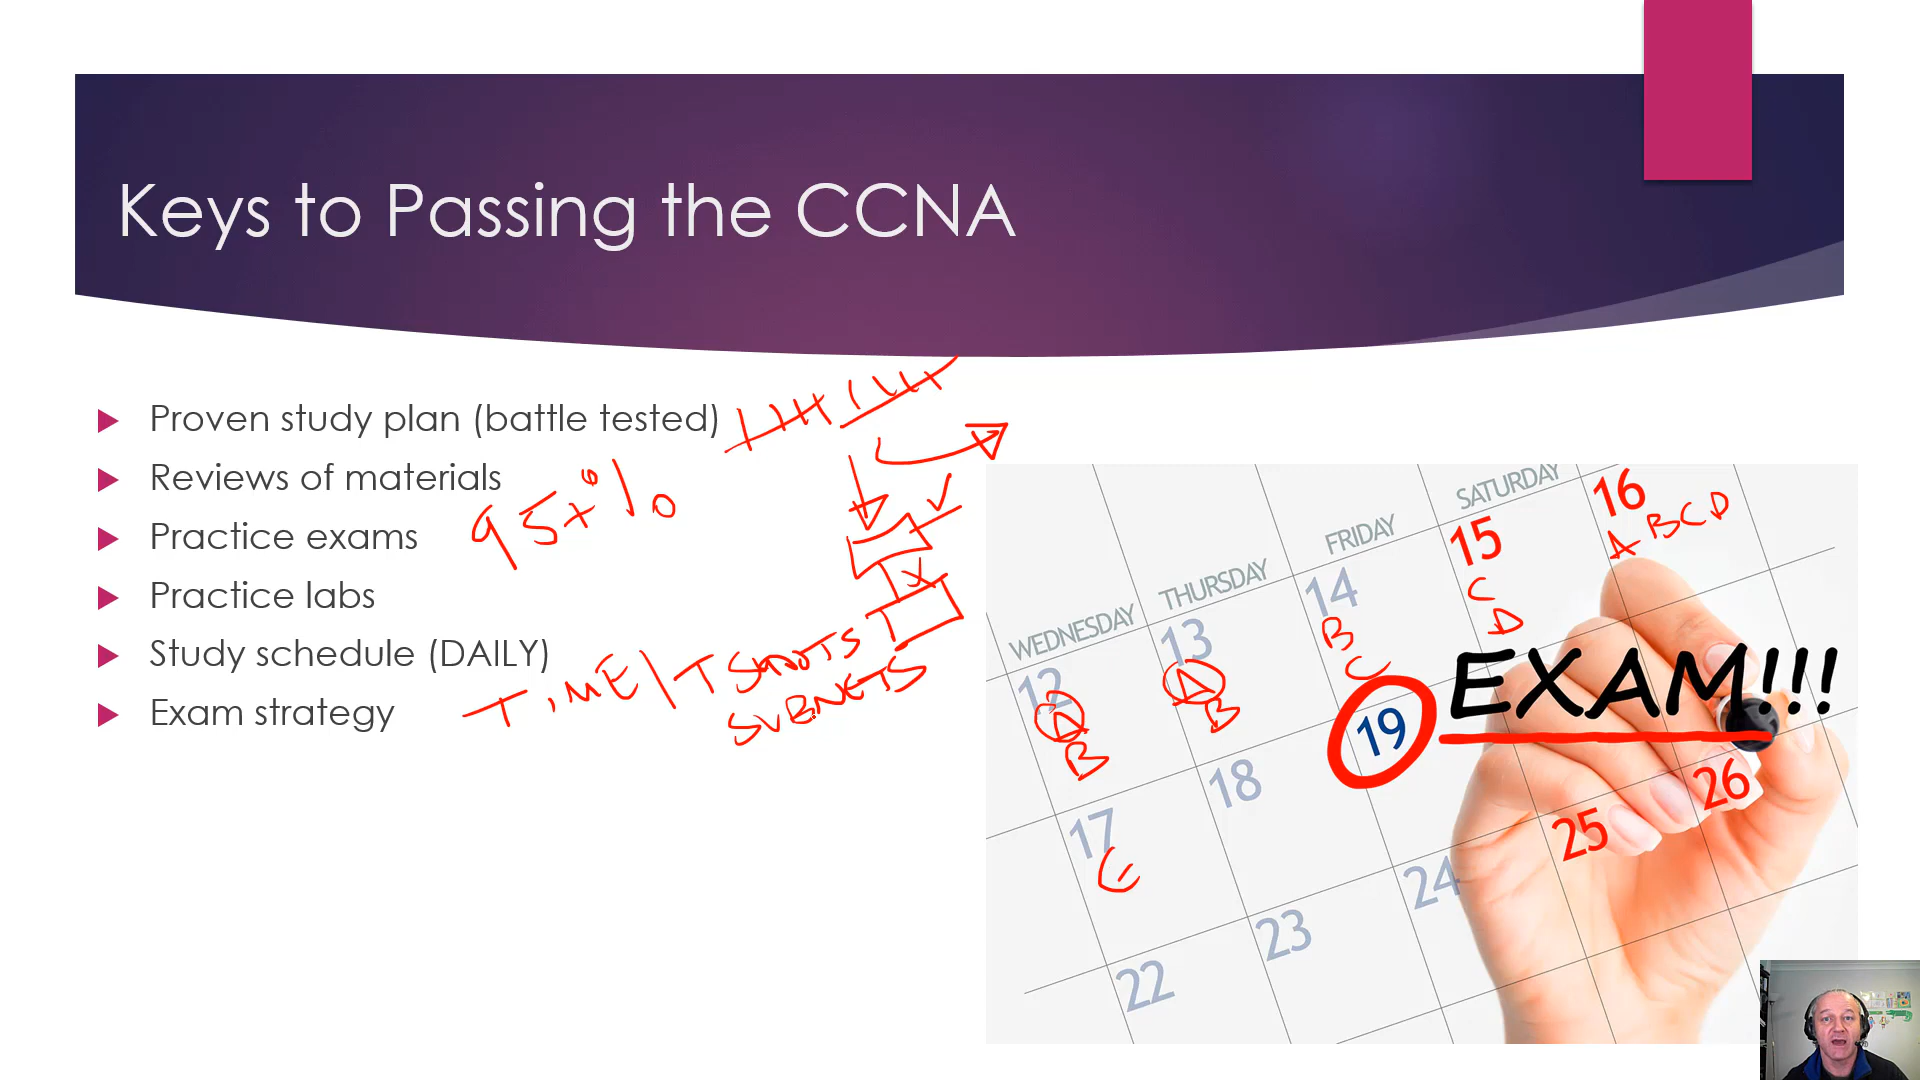 Keys to Passing the CCNA
Proven study plan (battle tested)
Reviews of materials
Practice exams
95+%
Practice labs
Study schedule (DAILY)
Exam strategy
TIME/TSHOOTS
SUBNETS
WEDNESDAY
THURSDAY
FRIDAY
SATURDAY
12
A
B
13
A
B
14
B
C
15
C
D
16
A B C D
17
18
19
EXAM!!!
22
23
24
25
26